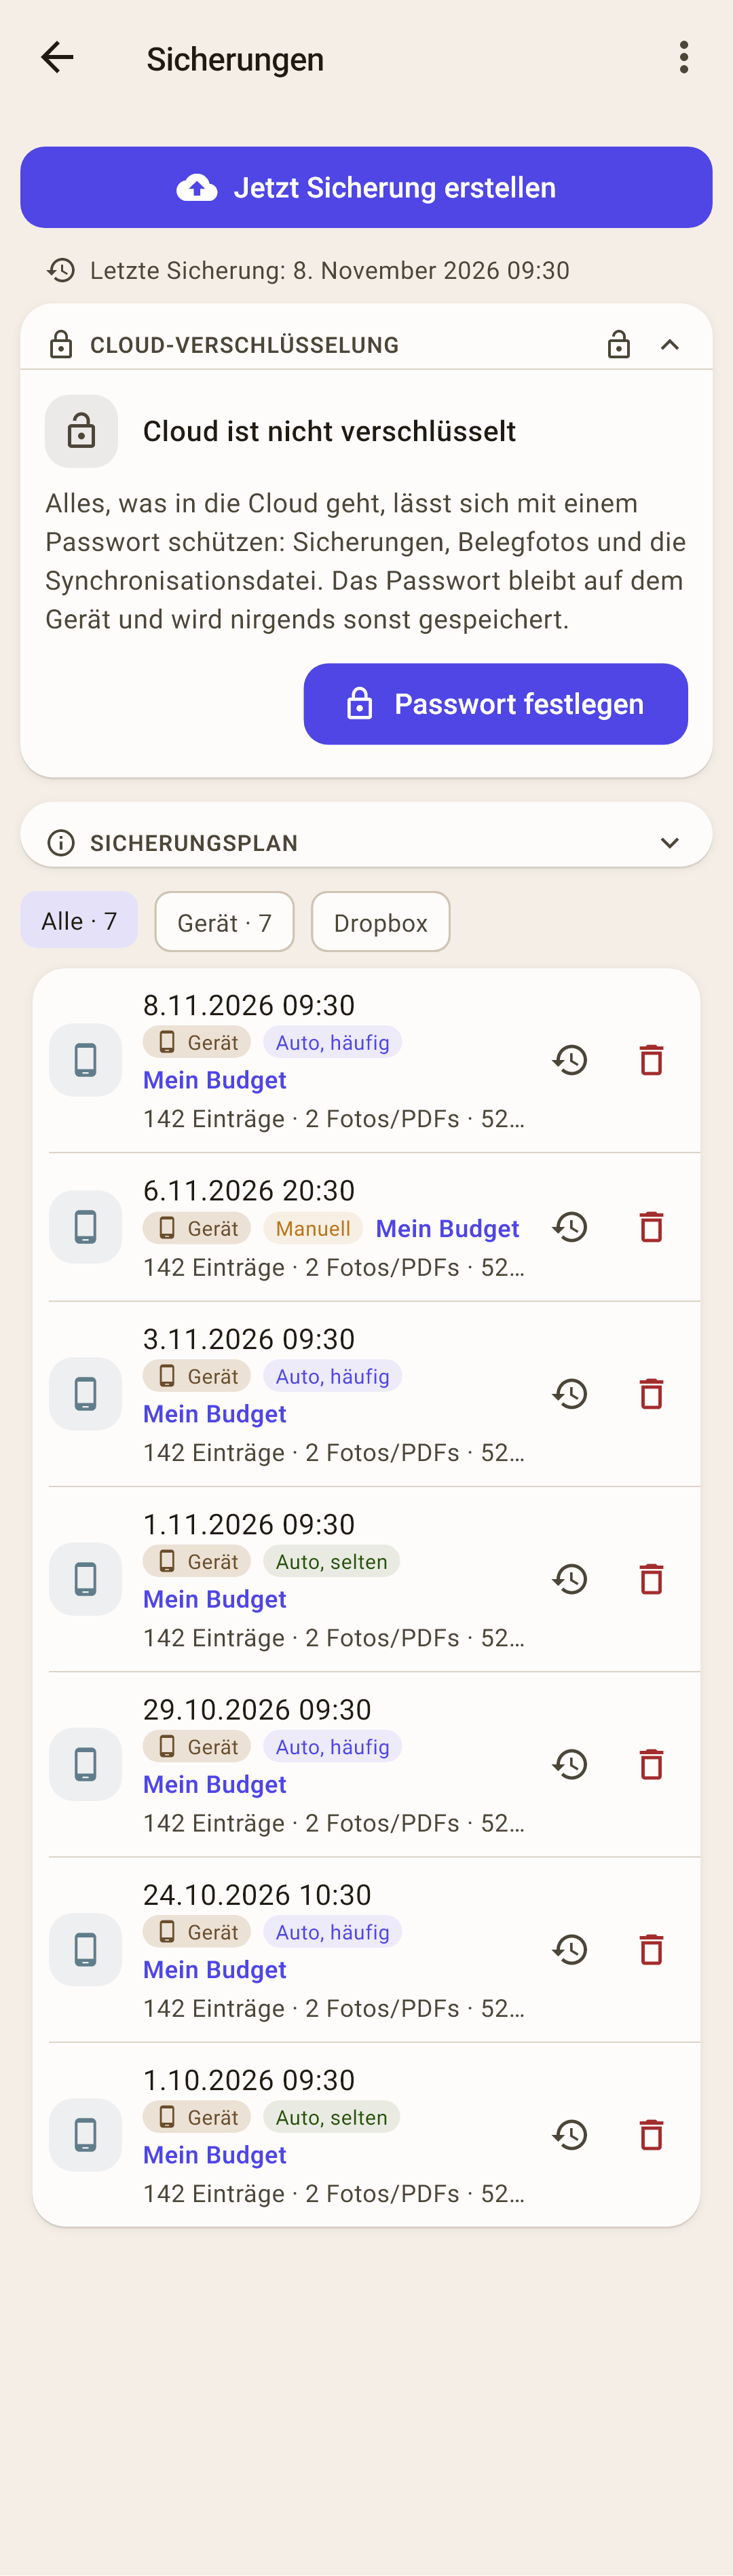 Sicherungen
Jetzt Sicherung erstellen
Letzte Sicherung: 8. November 2026 09:30
CLOUD-VERSCHLÜSSELUNG
Cloud ist nicht verschlüsselt
Alles, was in die Cloud geht, lässt sich mit einem
Passwort schützen: Sicherungen, Belegfotos und die
Synchronisationsdatei. Das Passwort bleibt auf dem
Gerät und wird nirgends sonst gespeichert.
Passwort festlegen
SICHERUNGSPLAN
Alle · 7 Gerät · 7 Dropbox
8.11.2026 09:30
Gerät Auto, häufig
Mein Budget
142 Einträge · 2 Fotos/PDFs · 52…
6.11.2026 20:30
Gerät Manuell Mein Budget
142 Einträge · 2 Fotos/PDFs · 52…
3.11.2026 09:30
Gerät Auto, häufig
Mein Budget
142 Einträge · 2 Fotos/PDFs · 52…
1.11.2026 09:30
Gerät Auto, selten
Mein Budget
142 Einträge · 2 Fotos/PDFs · 52…
29.10.2026 09:30
Gerät Auto, häufig
Mein Budget
142 Einträge · 2 Fotos/PDFs · 52…
24.10.2026 10:30
Gerät Auto, häufig
Mein Budget
142 Einträge · 2 Fotos/PDFs · 52…
1.10.2026 09:30
Gerät Auto, selten
Mein Budget
142 Einträge · 2 Fotos/PDFs · 52…